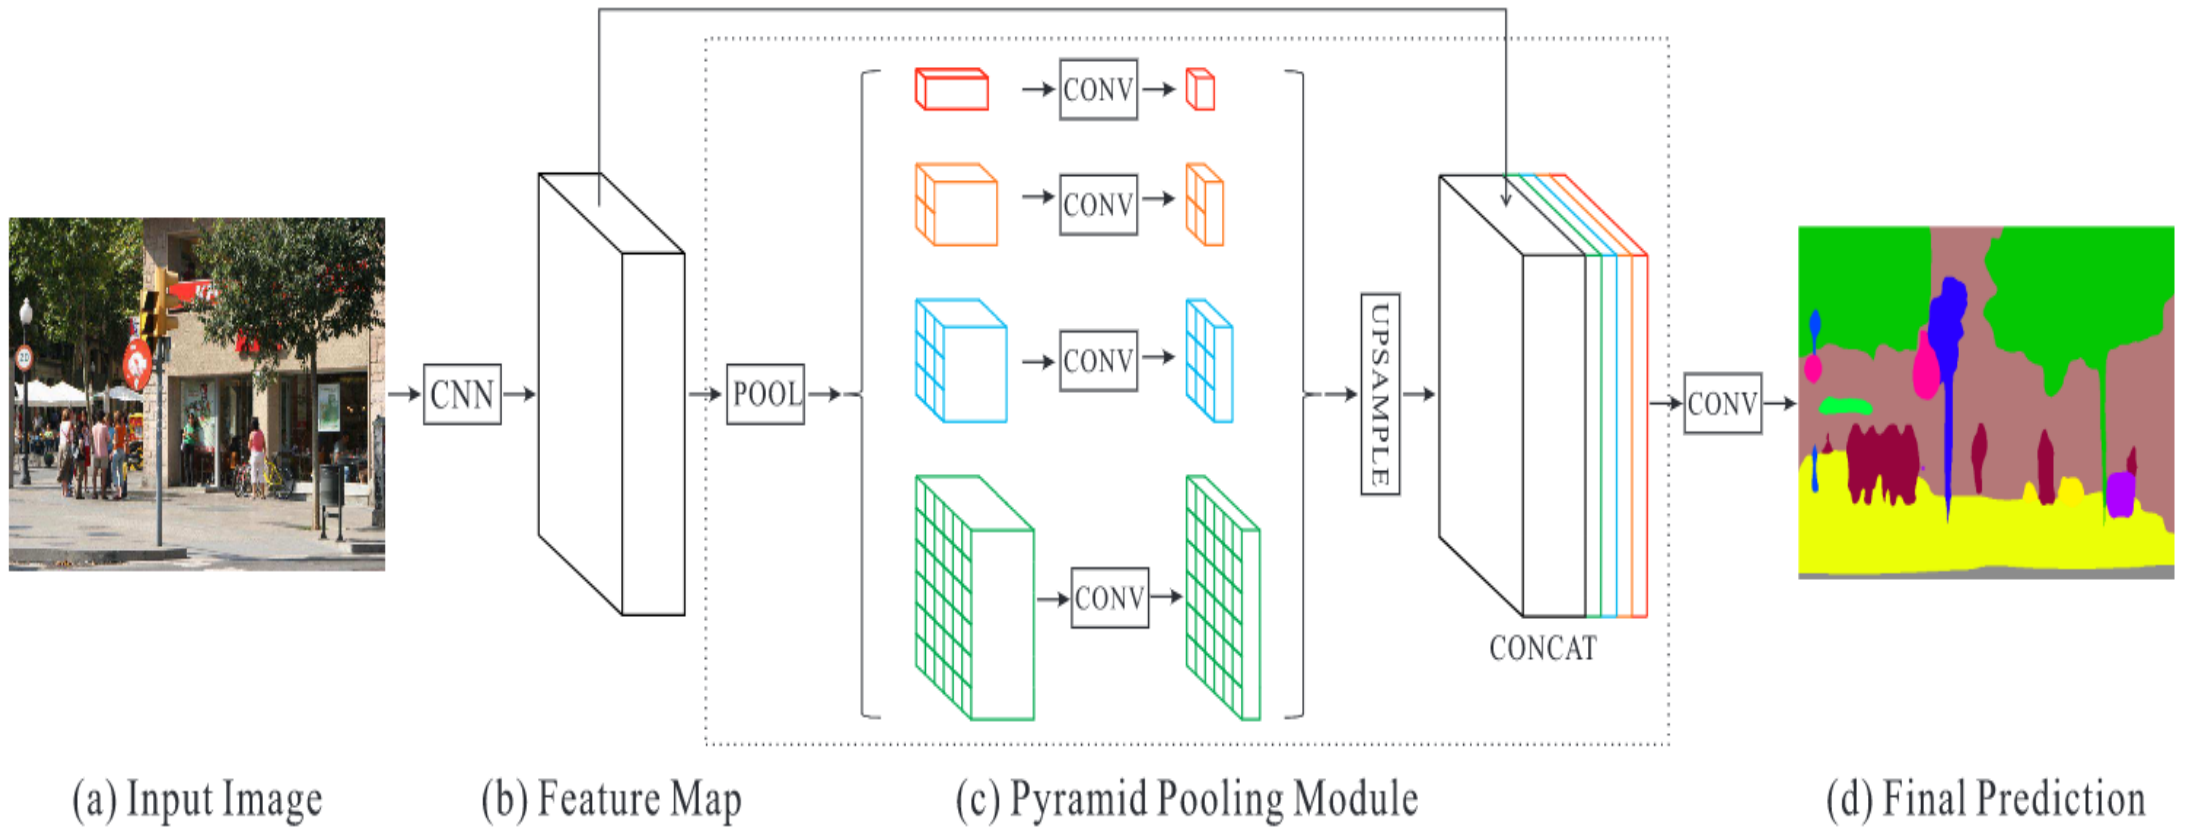 CNN
POOL
CONV
CONV
CONV
CONV
UPSAMPLE
CONCAT
CONV
(a) Input Image
(b) Feature Map
(c) Pyramid Pooling Module
(d) Final Prediction